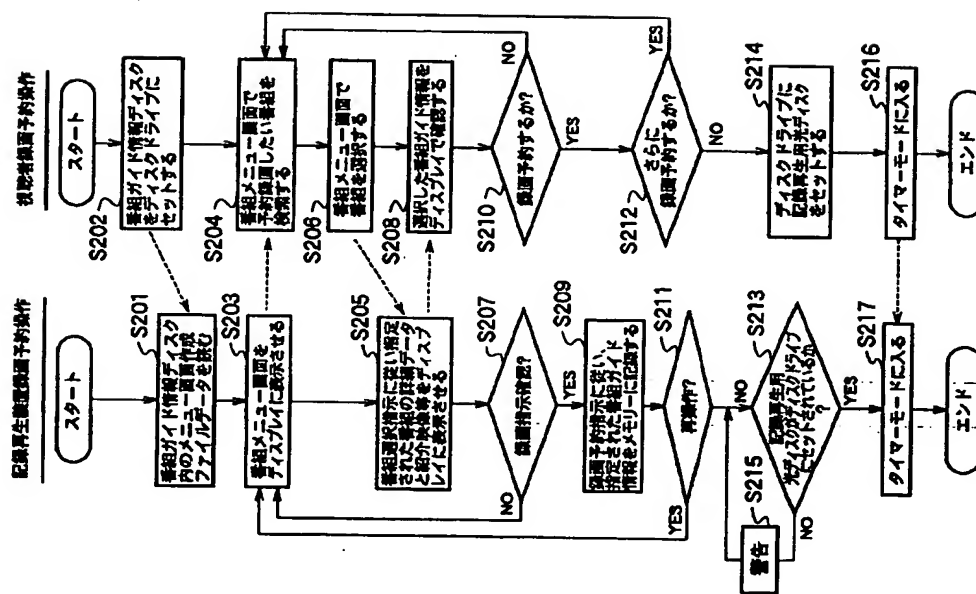 記録再生装置録画予約操作
スタート
S201
番組ガイド情報ディスク
内のメニュー画面作成
ファイルデータを読む
S203
番組メニュー画面を
ディスプレイに表示させる
S205
番組選択指示に従い指定
された番組の詳細データ
と紹介映像等をディスプ
レイに表示させる
S207
録画指示確認?
NO
YES
S209
録画予約指示に従い、
指定された番組ガイド
情報をメモリーに記録する
S211
再操作?
YES
NO
S213
記録再生用
光ディスクがディスクドライブ
にセットされているか
?
NO
YES
S215
警告
S217
タイマーモードに入る
エンド
視聴者録画予約操作
スタート
S202
番組ガイド情報ディスク
をディスクドライブに
セットする
S204
番組メニュー画面で
予約録画したい番組を
検索する
S206
番組メニュー画面で
番組を選択する
S208
選択した番組ガイド情報を
ディスプレイで確認する
S210
録画予約するか?
NO
YES
S212
さらに
録画予約するか?
YES
NO
S214
ディスクドライブに
記録再生用光ディスク
をセットする
S216
タイマーモードに入る
エンド